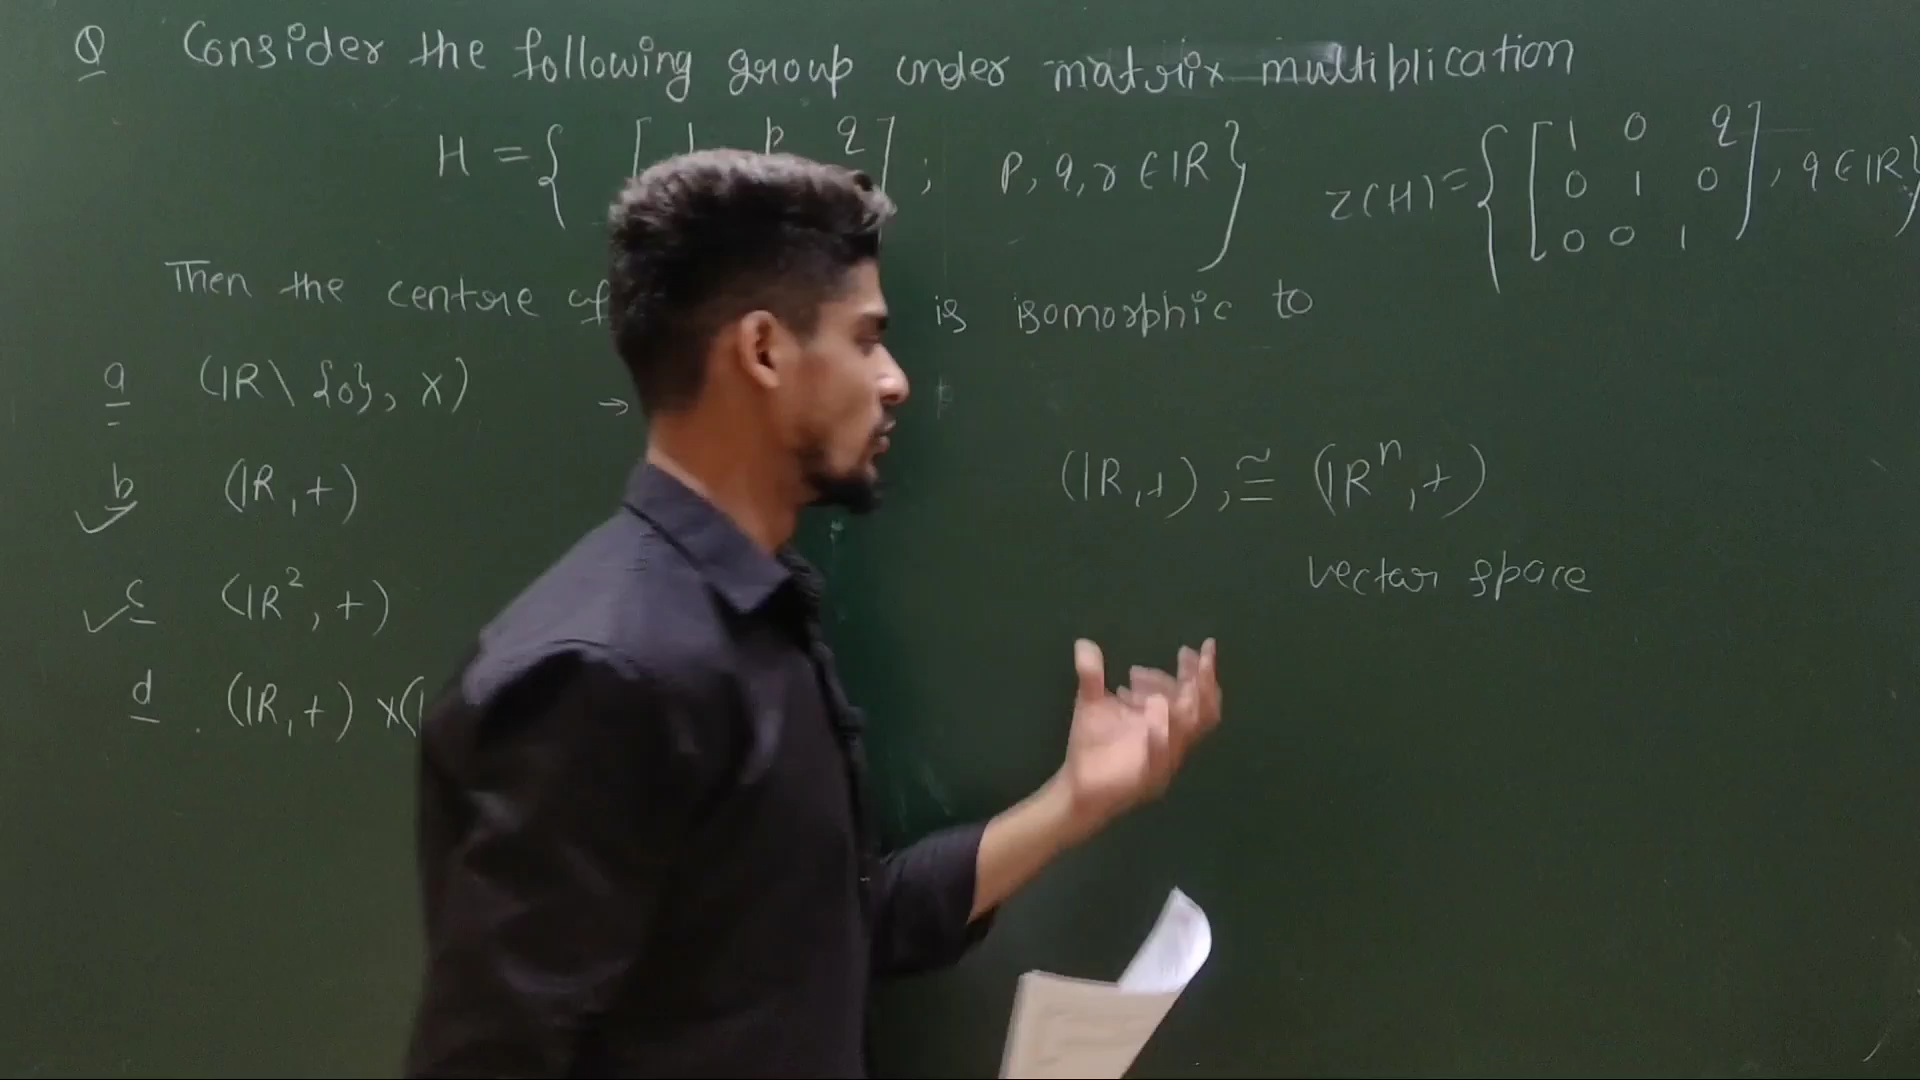 Q Consider the following group under matrix multiplication
H = { [ 1 p q ] ; p, q, r ∈ IR }
Z(H) = { [ 1 0 q
0 1 0
0 0 1 ] , q ∈ IR }
Then the centre of is isomorphic to
a (IR \ {0}, X) →
b (IR, +)
(IR, +), ≅ (IR^n, +)
vector space
c (IR², +)
d (IR, +) X (